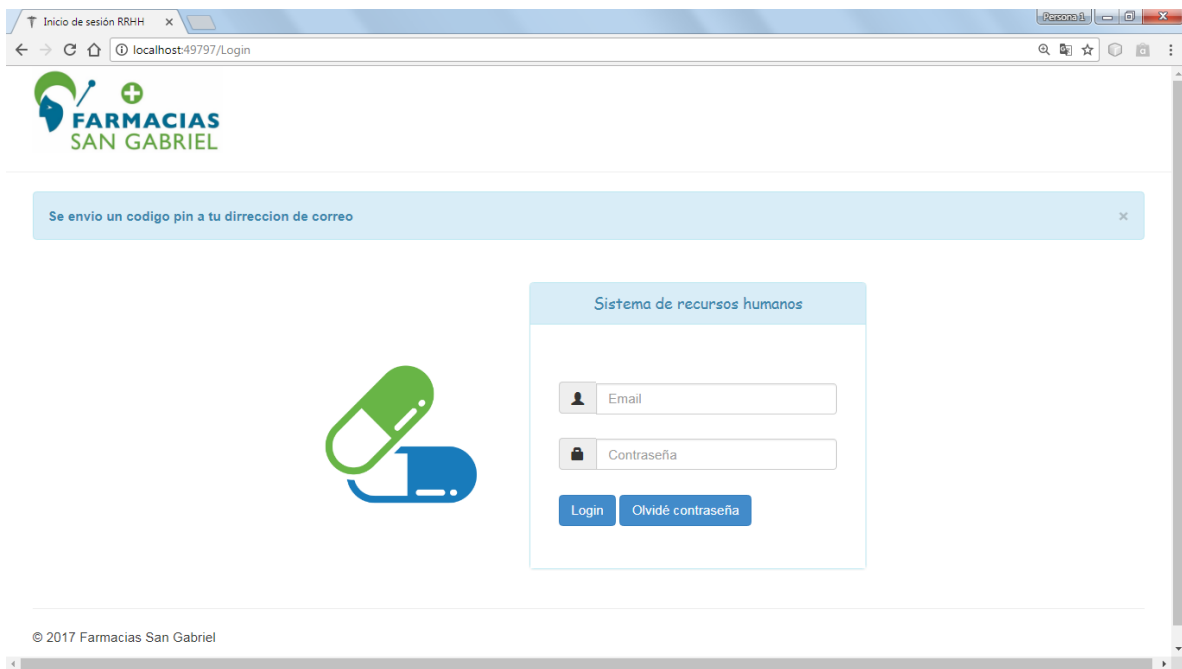 Inicio de sesión RRHH
Persona 1
localhost:49797/Login
FARMACIAS
SAN GABRIEL
Se envio un codigo pin a tu dirreccion de correo
Sistema de recursos humanos
Email
Contraseña
Login Olvidé contraseña
© 2017 Farmacias San Gabriel